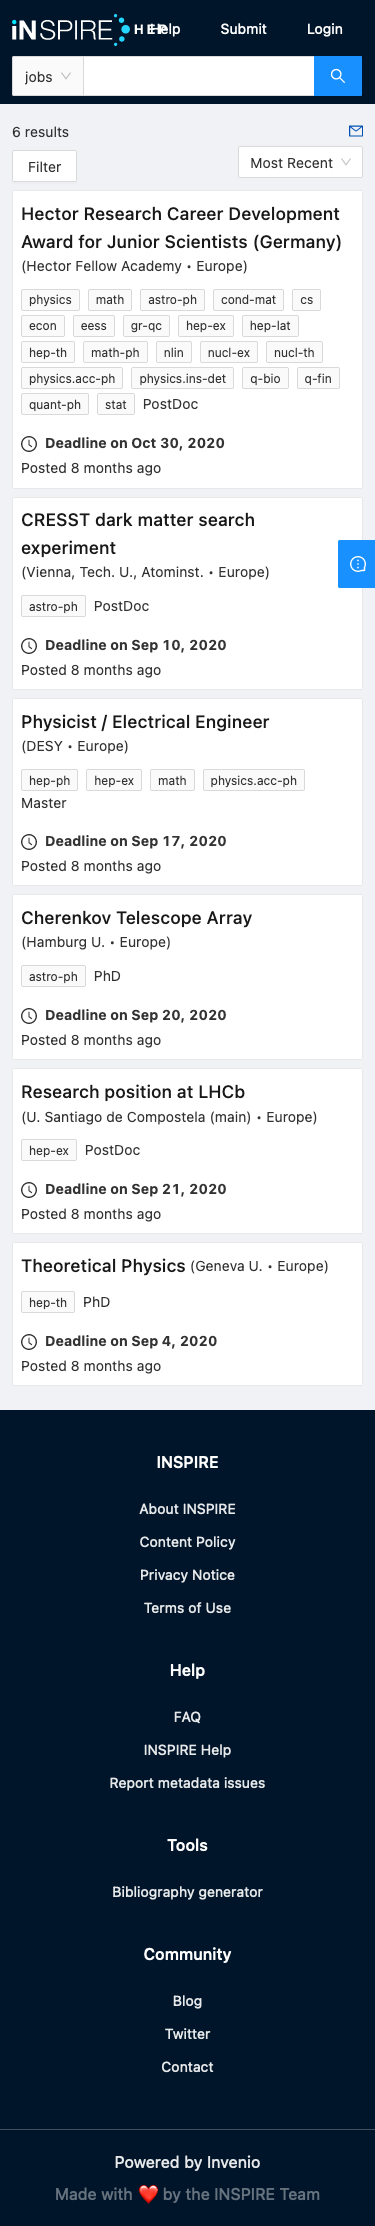 iNSPIRE HEP Help Submit Login
jobs
6 results
Filter Most Recent
Hector Research Career Development
Award for Junior Scientists (Germany)
(Hector Fellow Academy • Europe)
physics math astro-ph cond-mat cs
econ eess gr-qc hep-ex hep-lat
hep-th math-ph nlin nucl-ex nucl-th
physics.acc-ph physics.ins-det q-bio q-fin
quant-ph stat PostDoc
Deadline on Oct 30, 2020
Posted 8 months ago
CRESST dark matter search
experiment
(Vienna, Tech. U., Atominst. • Europe)
astro-ph PostDoc
Deadline on Sep 10, 2020
Posted 8 months ago
Physicist / Electrical Engineer
(DESY • Europe)
hep-ph hep-ex math physics.acc-ph
Master
Deadline on Sep 17, 2020
Posted 8 months ago
Cherenkov Telescope Array
(Hamburg U. • Europe)
astro-ph PhD
Deadline on Sep 20, 2020
Posted 8 months ago
Research position at LHCb
(U. Santiago de Compostela (main) • Europe)
hep-ex PostDoc
Deadline on Sep 21, 2020
Posted 8 months ago
Theoretical Physics (Geneva U. • Europe)
hep-th PhD
Deadline on Sep 4, 2020
Posted 8 months ago
INSPIRE
About INSPIRE
Content Policy
Privacy Notice
Terms of Use
Help
FAQ
INSPIRE Help
Report metadata issues
Tools
Bibliography generator
Community
Blog
Twitter
Contact
Powered by Invenio
Made with ❤️ by the INSPIRE Team